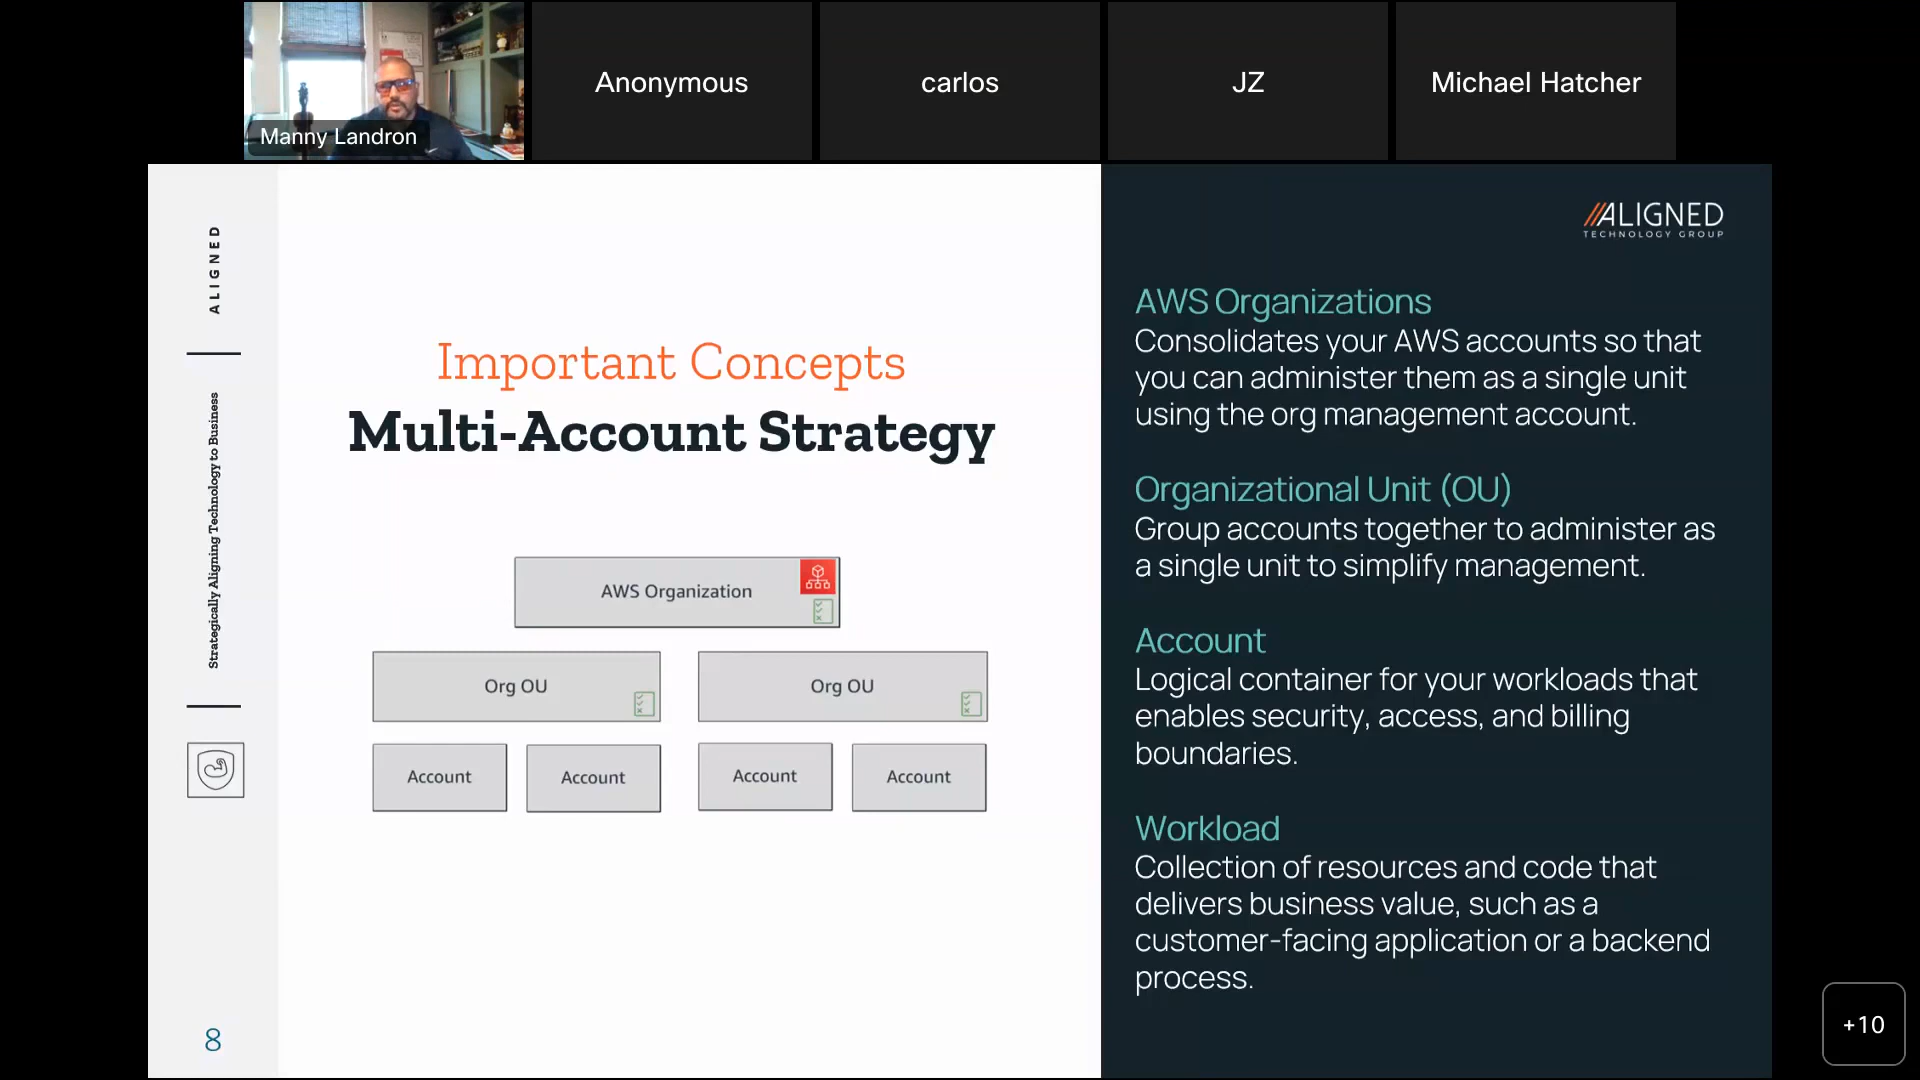 Manny Landron
Anonymous
carlos
JZ
Michael Hatcher
ALIGNED
Strategically Aligning Technology to Business
8
Important Concepts
Multi-Account Strategy
AWS Organization
Org OU
Org OU
Account
Account
Account
Account
ALIGNED
TECHNOLOGY GROUP
AWS Organizations
Consolidates your AWS accounts so that
you can administer them as a single unit
using the org management account.
Organizational Unit (OU)
Group accounts together to administer as
a single unit to simplify management.
Account
Logical container for your workloads that
enables security, access, and billing
boundaries.
Workload
Collection of resources and code that
delivers business value, such as a
customer-facing application or a backend
process.
+10